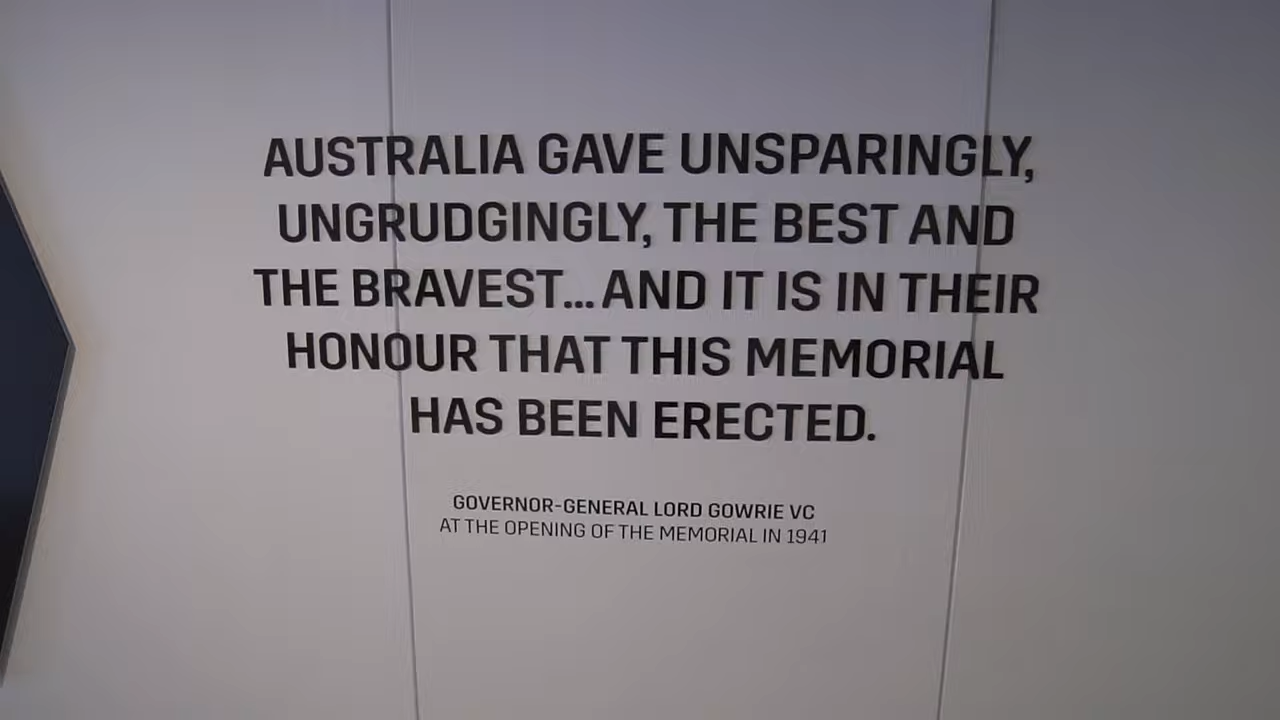 AUSTRALIA GAVE UNSPARINGLY,
UNGRUDGINGLY, THE BEST AND
THE BRAVEST... AND IT IS IN THEIR
HONOUR THAT THIS MEMORIAL
HAS BEEN ERECTED.
GOVERNOR-GENERAL LORD GOWRIE VC
AT THE OPENING OF THE MEMORIAL IN 1941